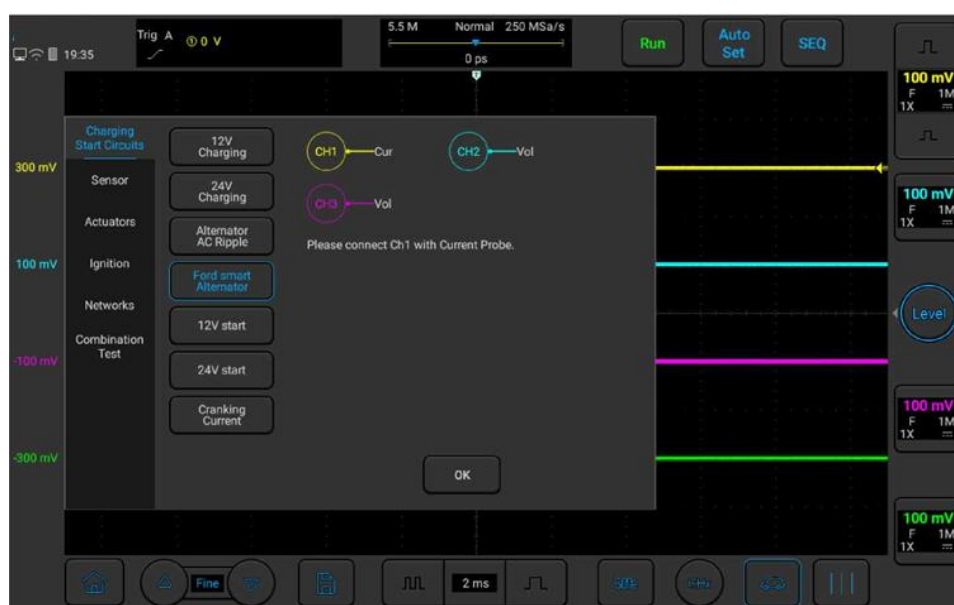 Trig A ① 0 V
5.5 M Normal 250 MSa/s
0 ps
Run
Auto
Set
SEQ
19:35
T
100 mV
F 1M
1X
Charging
Start Circuits
Sensor
Actuators
Ignition
Networks
Combination
Test
12V
Charging
24V
Charging
Alternator
AC Ripple
Ford smart
Alternator
12V start
24V start
Cranking
Current
CH1 Cur
CH2 Vol
CH3 Vol
Please connect Ch1 with Current Probe.
OK
300 mV
100 mV
-100 mV
-300 mV
100 mV
F 1M
1X
Level
100 mV
F 1M
1X
100 mV
F 1M
1X
Fine
2 ms
50%